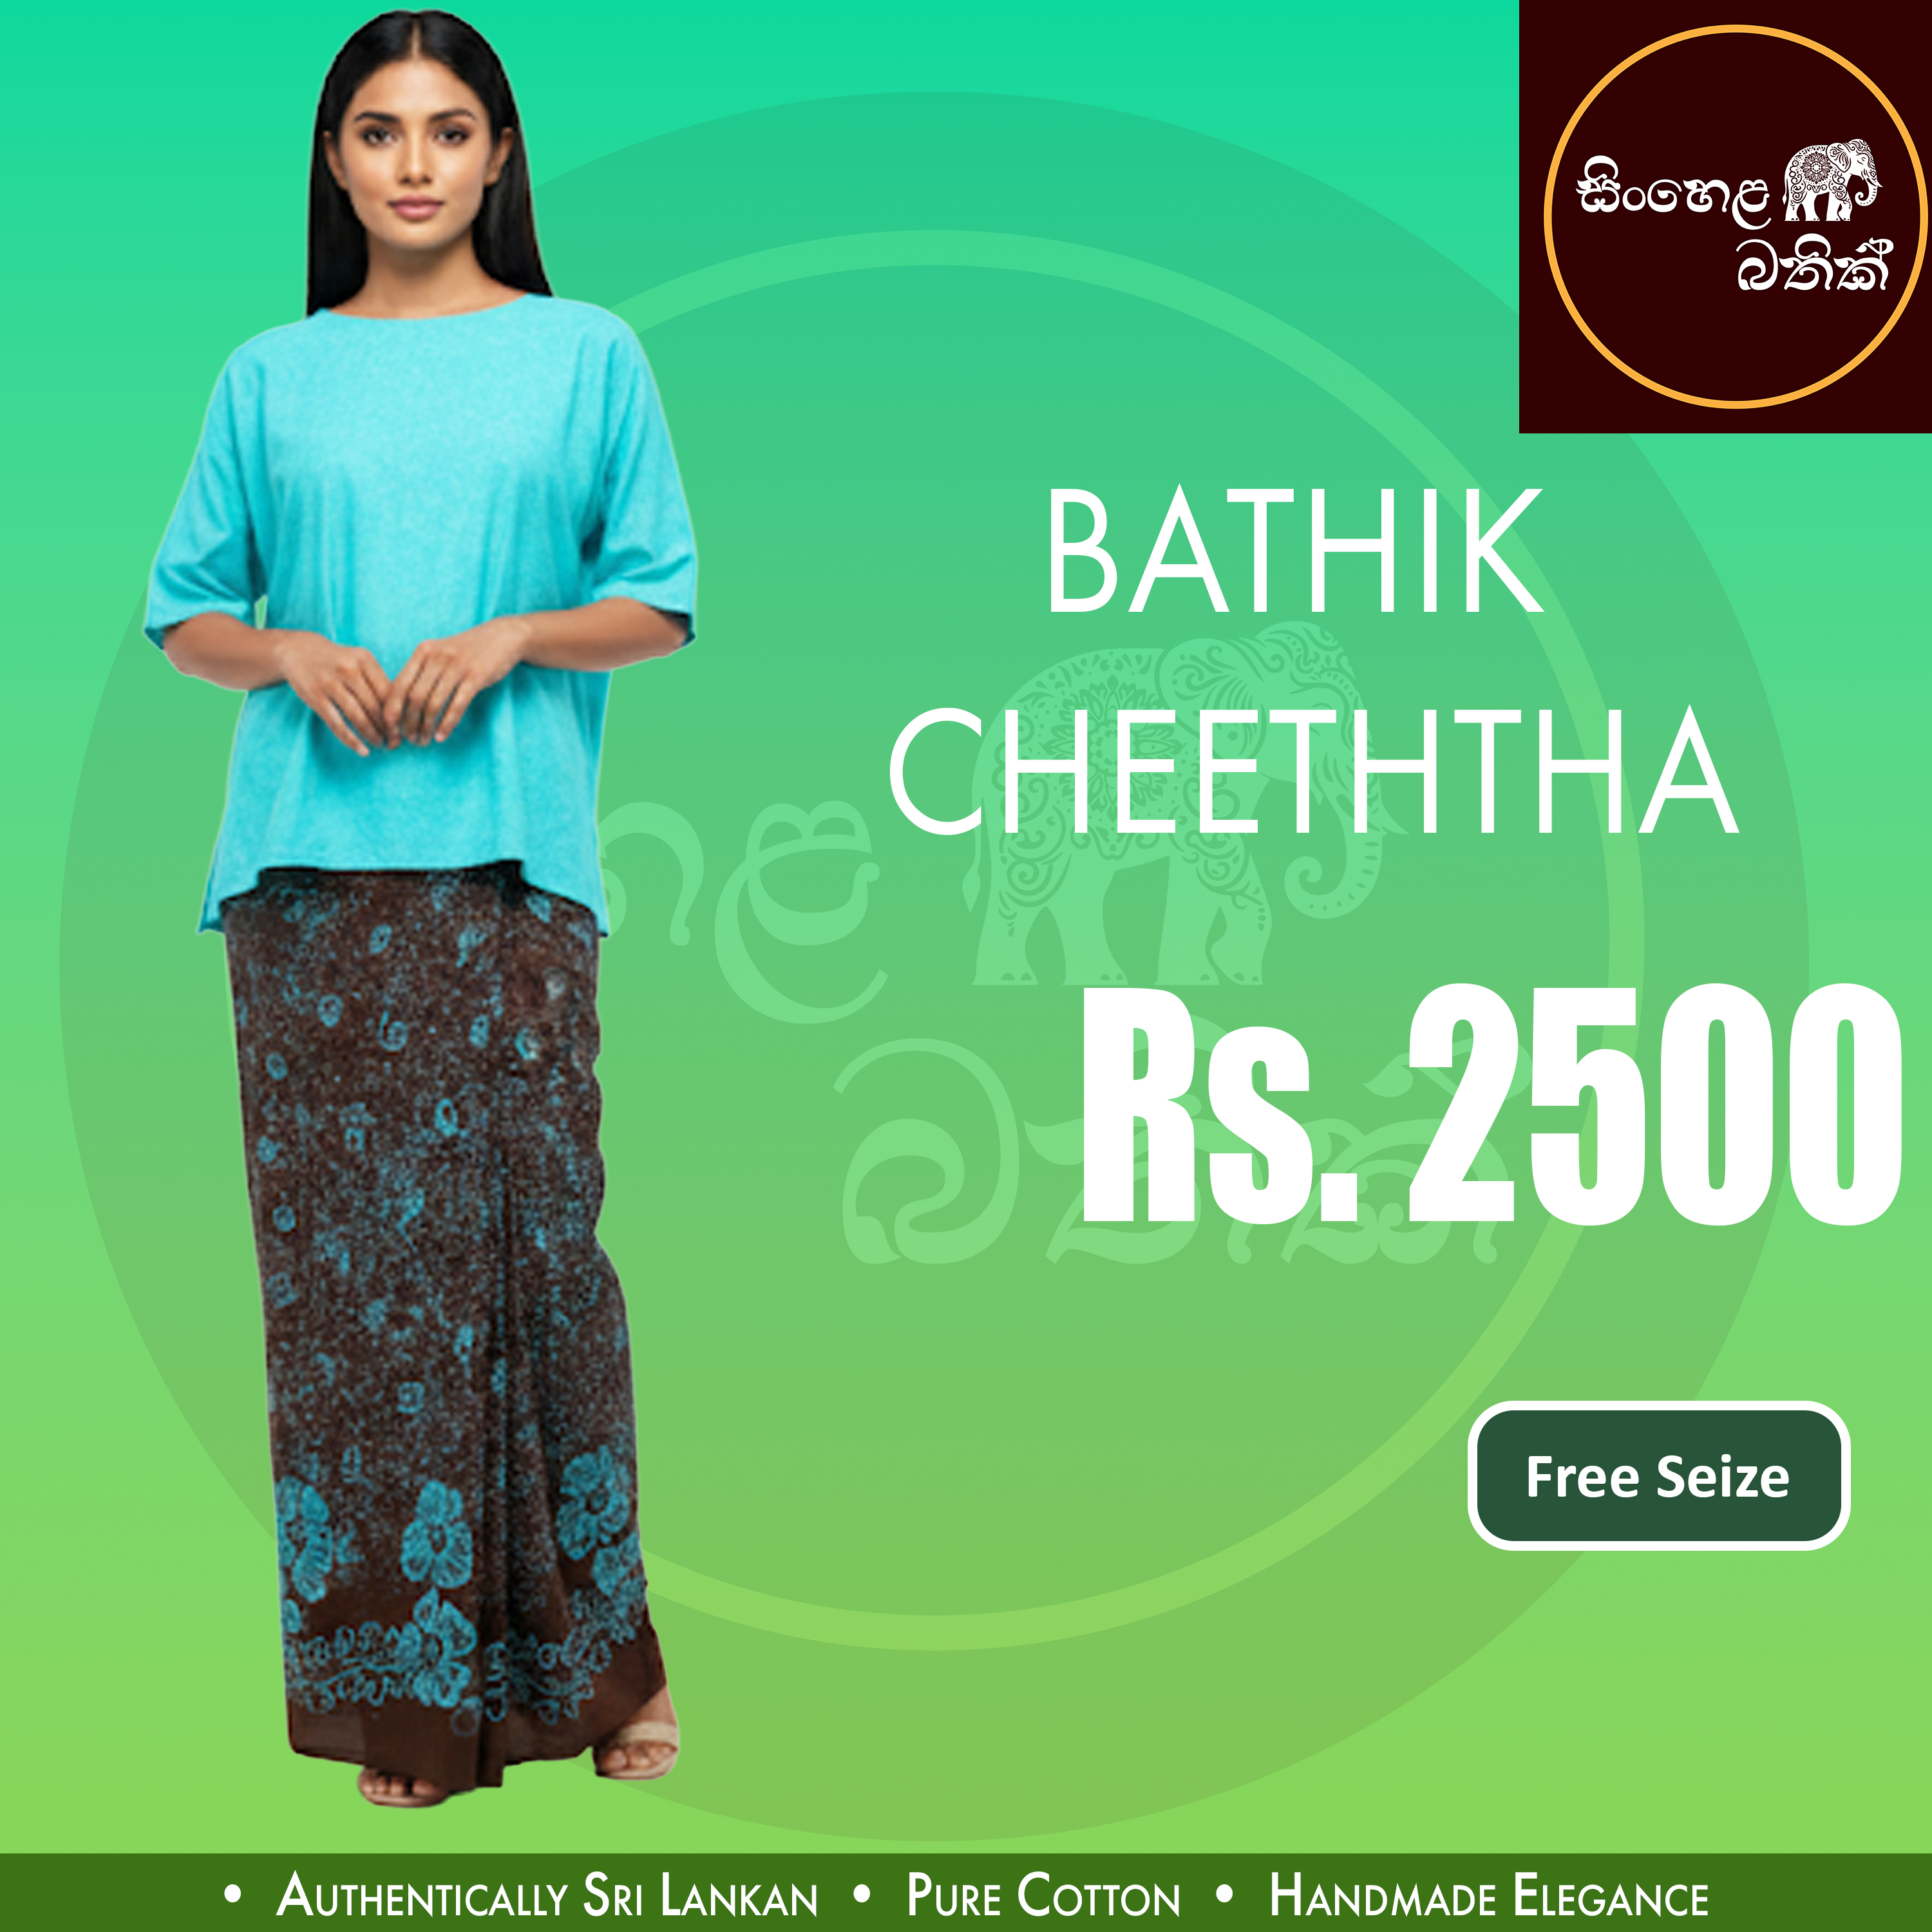 සිංහෙළ
බතික්
BATHIK
CHEETHTHA
Rs. 2500
Free Seize
• Authentically Sri Lankan • Pure Cotton • Handmade Elegance